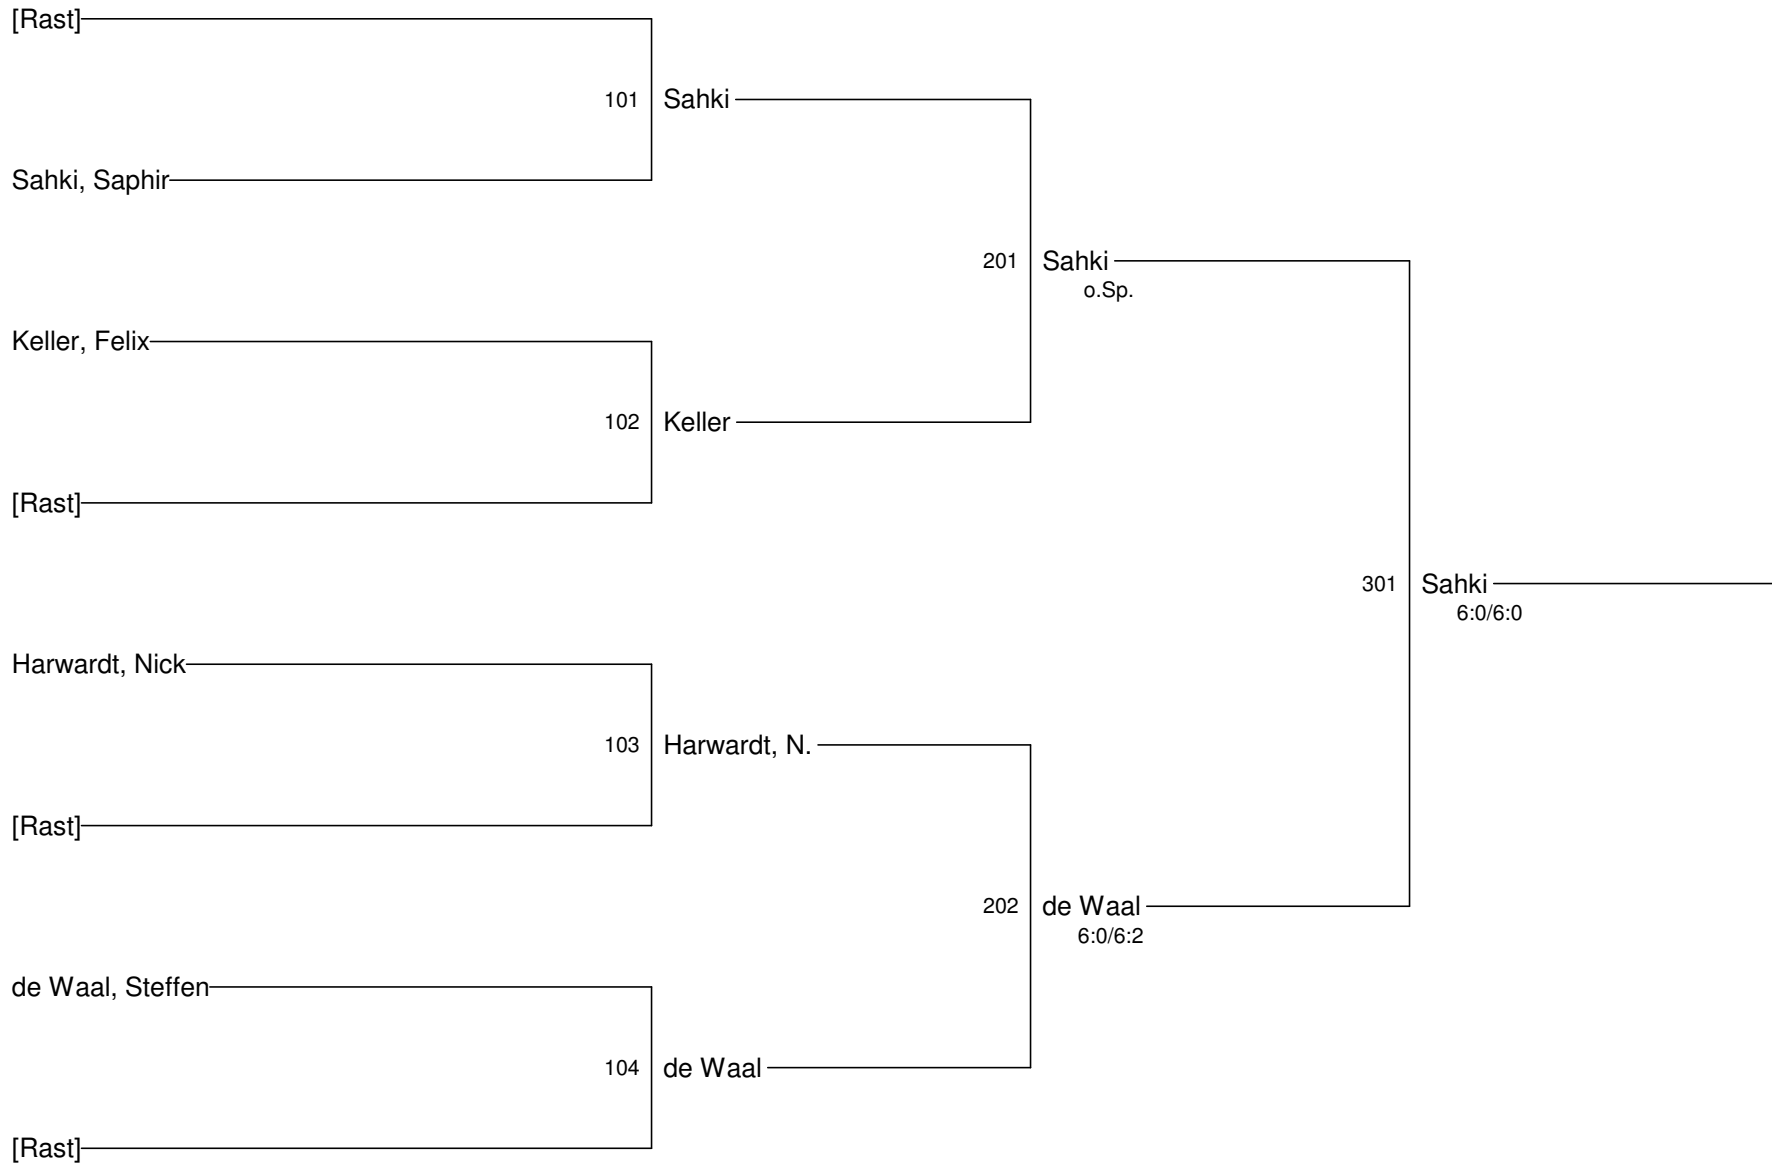 [Rast]
101 Sahki
Sahki, Saphir
201 Sahki
o.Sp.
Keller, Felix
102 Keller
[Rast]
301 Sahki
6:0/6:0
Harwardt, Nick
103 Harwardt, N.
[Rast]
202 de Waal
6:0/6:2
de Waal, Steffen
104 de Waal
[Rast]